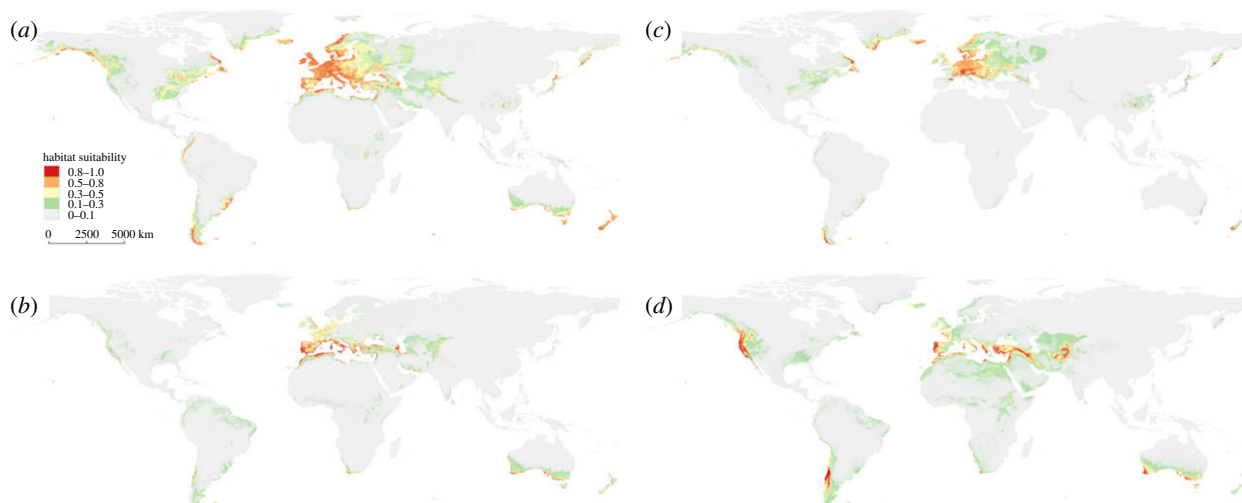 (a)
(c)
habitat suitability
0.8–1.0
0.5–0.8
0.3–0.5
0.1–0.3
0–0.1
0 2500 5000 km
(b)
(d)